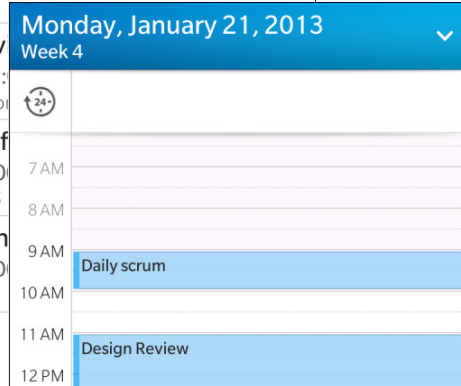 Monday, January 21, 2013
Week 4
24
7 AM
8 AM
9 AM
Daily scrum
10 AM
11 AM
Design Review
12 PM